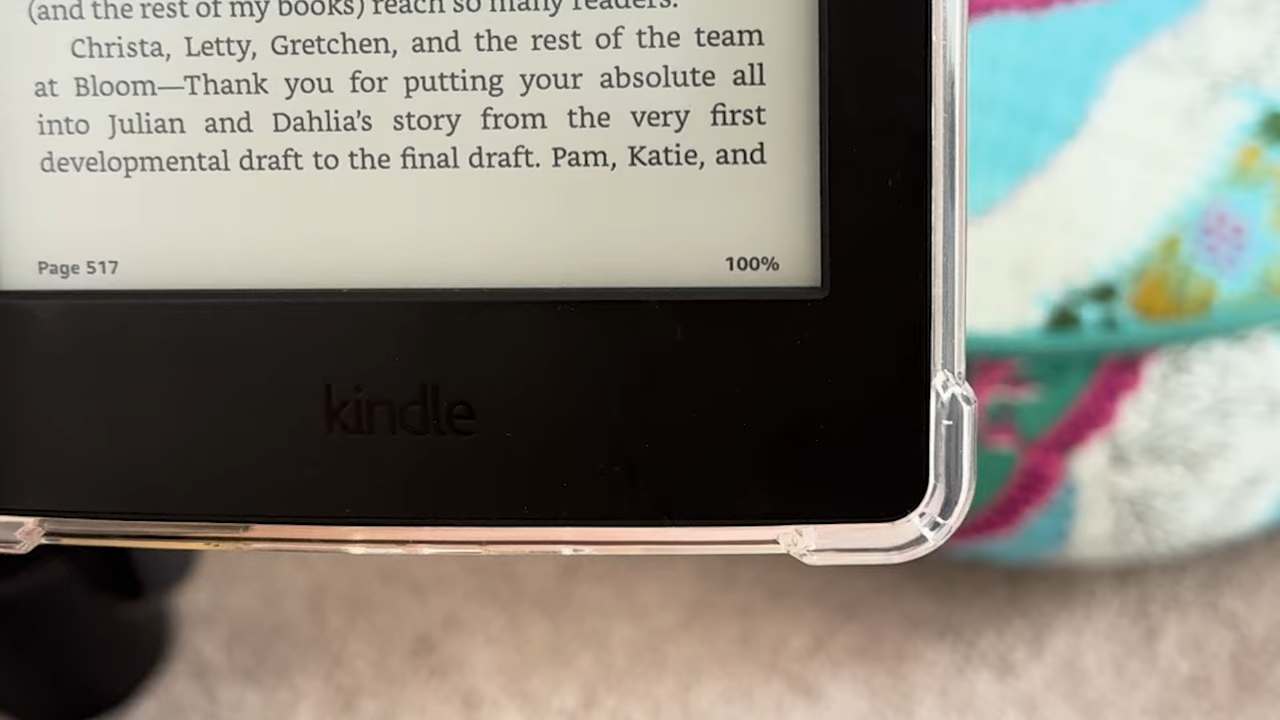 (and the rest of my books) reach so many readers.
Christa, Letty, Gretchen, and the rest of the team
at Bloom—Thank you for putting your absolute all
into Julian and Dahlia's story from the very first
developmental draft to the final draft. Pam, Katie, and
Page 517
100%
kindle